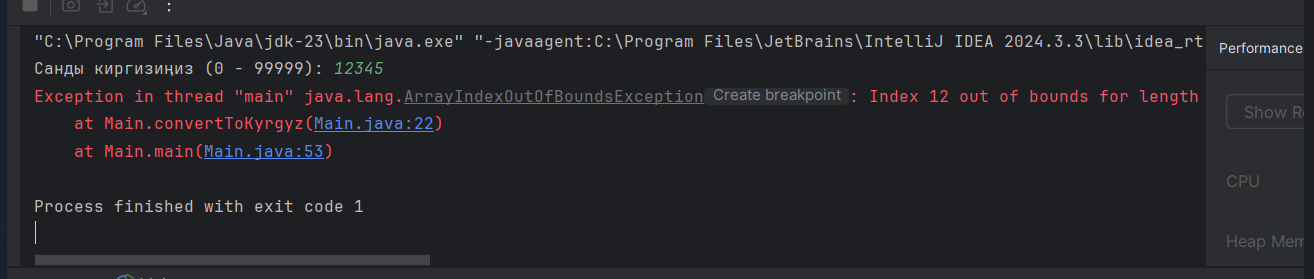 "C:\Program Files\Java\jdk-23\bin\java.exe" "-javaagent:C:\Program Files\JetBrains\IntelliJ IDEA 2024.3.3\lib\idea_rt
Performance
Санды киргизиңиз (0 - 99999): 12345
Exception in thread "main" java.lang.ArrayIndexOutOfBoundsException Create breakpoint : Index 12 out of bounds for length
Show Re
at Main.convertToKyrgyz(Main.java:22)
at Main.main(Main.java:53)
CPU
Process finished with exit code 1
Heap Mem